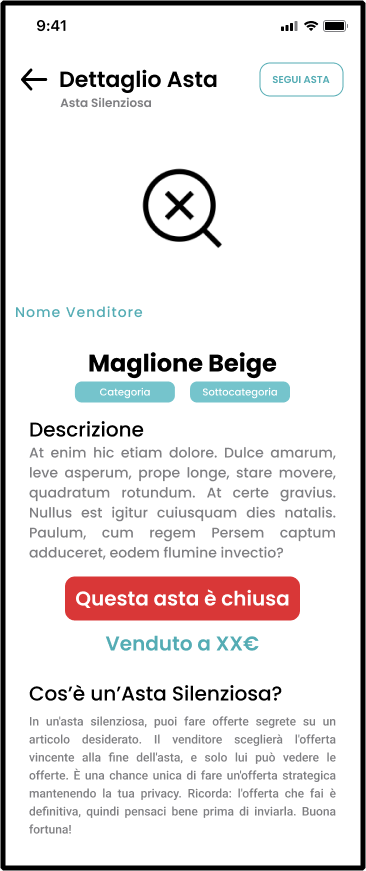 9:41
Dettaglio Asta
SEGUI ASTA
Asta Silenziosa
Nome Venditore
Maglione Beige
Categoria
Sottocategoria
Descrizione
At enim hic etiam dolore. Dulce amarum,
leve asperum, prope longe, stare movere,
quadratum rotundum. At certe gravius.
Nullus est igitur cuiusquam dies natalis.
Paulum, cum regem Persem captum
adduceret, eodem flumine invectio?
Questa asta è chiusa
Venduto a XX€
Cos’è un’Asta Silenziosa?
In un'asta silenziosa, puoi fare offerte segrete su un
articolo desiderato. Il venditore sceglierà l'offerta
vincente alla fine dell'asta, e solo lui può vedere le
offerte. È una chance unica di fare un'offerta strategica
mantenendo la tua privacy. Ricorda: l'offerta che fai è
definitiva, quindi pensaci bene prima di inviarla. Buona
fortuna!